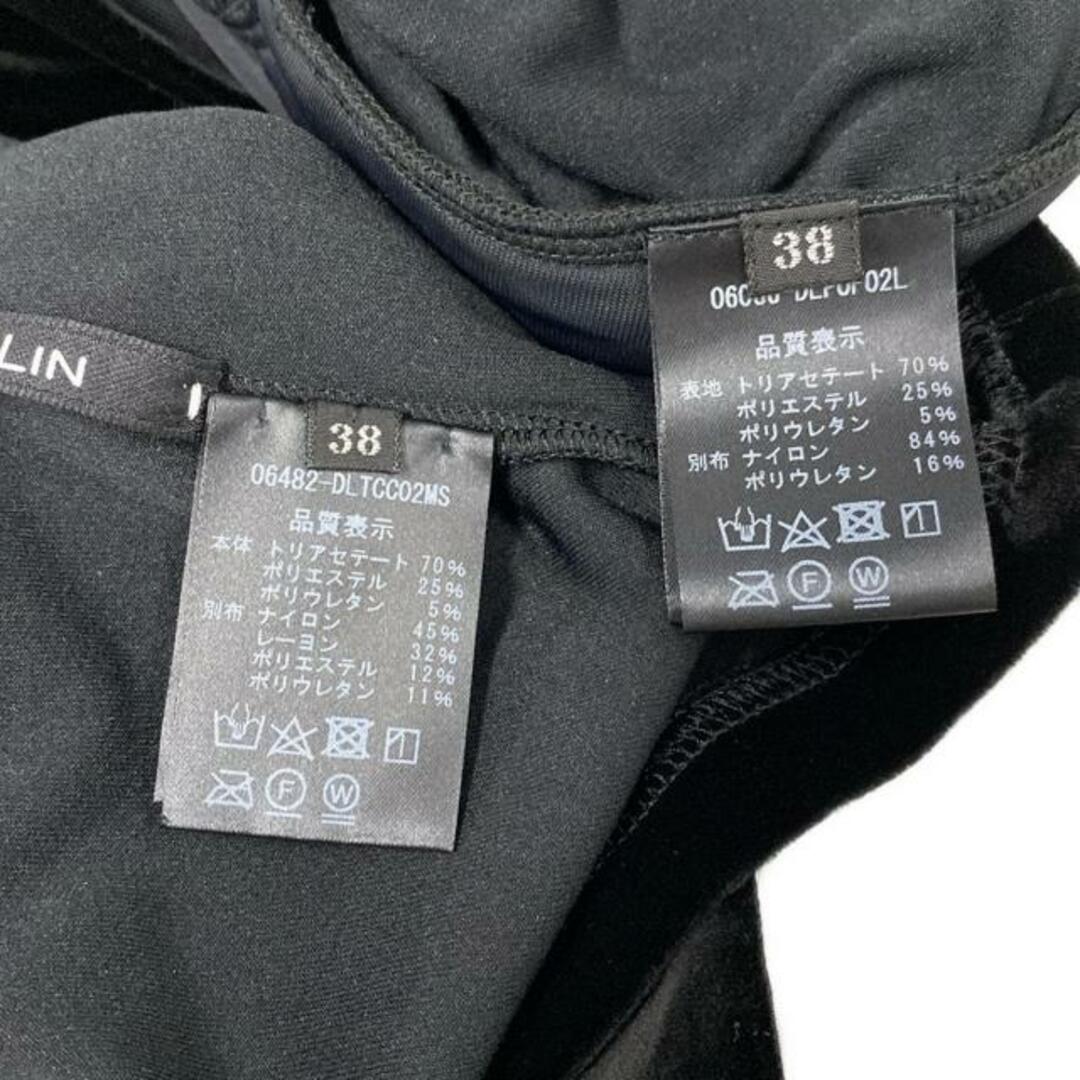 LIN
38
06482-DLTCC02MS
品質表示
本体 トリアセテート 70%
ポリエステル 25%
ポリウレタン 5%
別布 ナイロン 45%
レーヨン 32%
ポリエステル 12%
ポリウレタン 11%
F W
38
品質表示
表地 トリアセテート 70%
ポリエステル 25%
ポリウレタン 5%
別布 ナイロン 84%
ポリウレタン 16%
F W